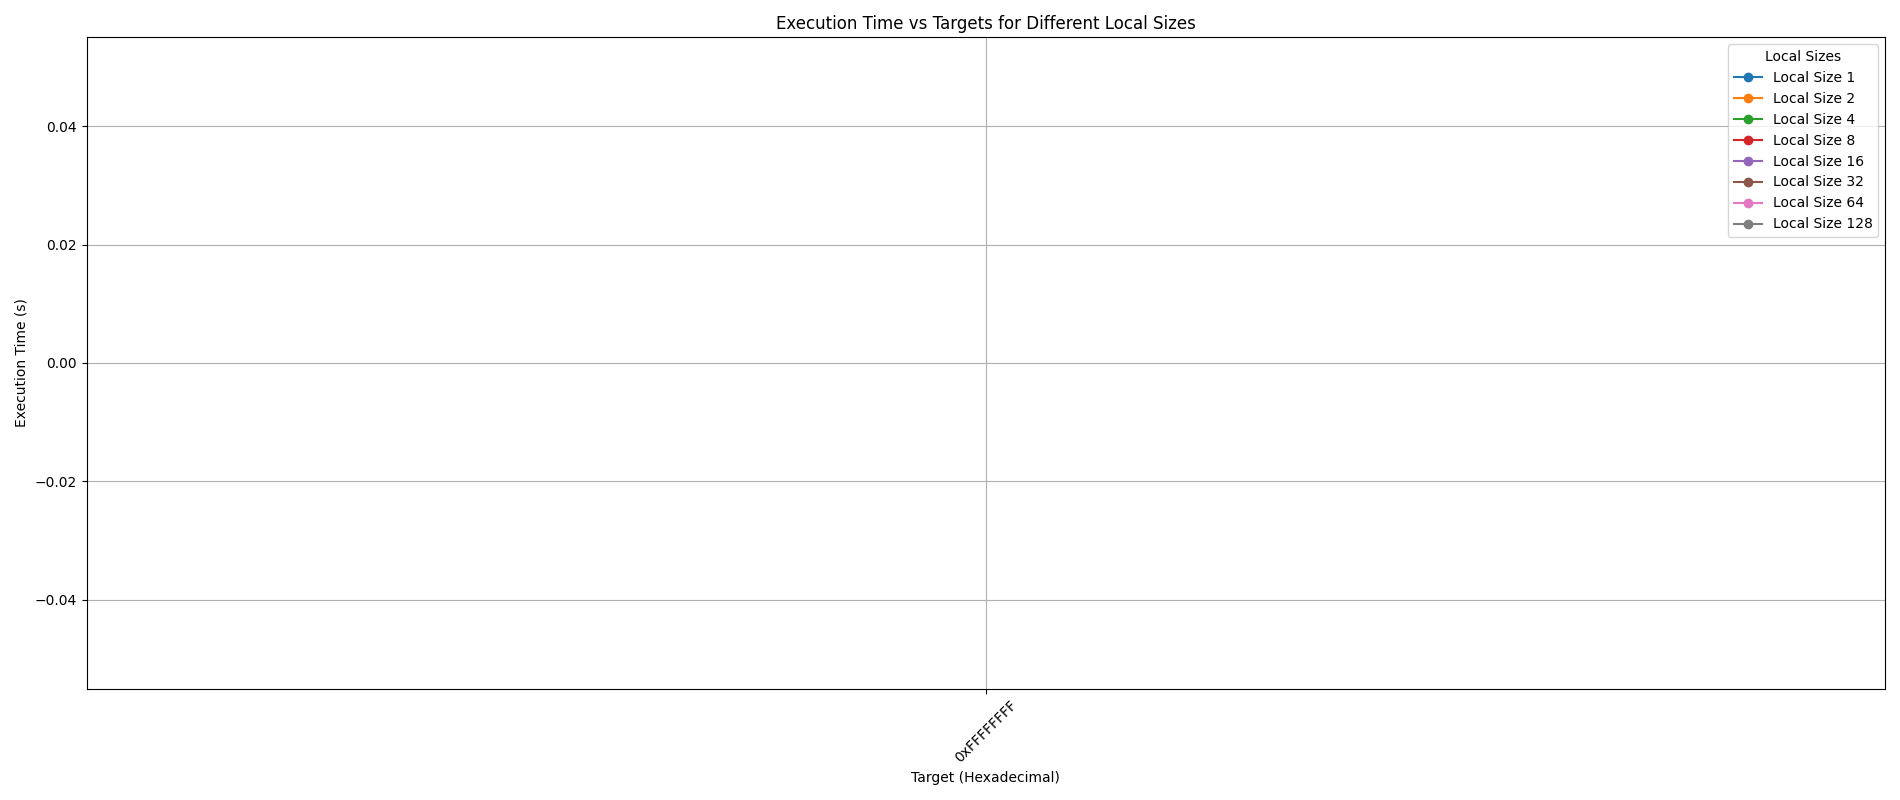 Execution Time vs Targets for Different Local Sizes
Local Sizes
Local Size 1
Local Size 2
Local Size 4
Local Size 8
Local Size 16
Local Size 32
Local Size 64
Local Size 128
Execution Time (s)
0.04
0.02
0.00
−0.02
−0.04
0xFFFFFFFF
Target (Hexadecimal)